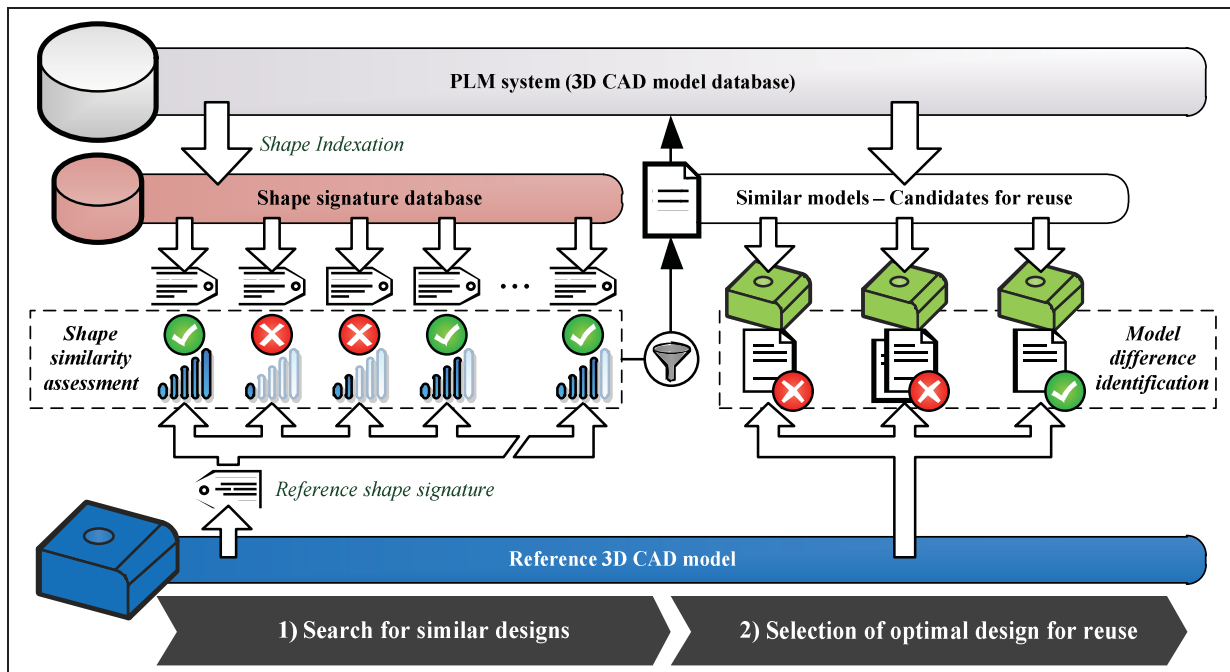 PLM system (3D CAD model database)
Shape Indexation
Shape signature database
Similar models – Candidates for reuse
...
Shape
similarity
assessment
Model
difference
identification
Reference shape signature
Reference 3D CAD model
1) Search for similar designs
2) Selection of optimal design for reuse